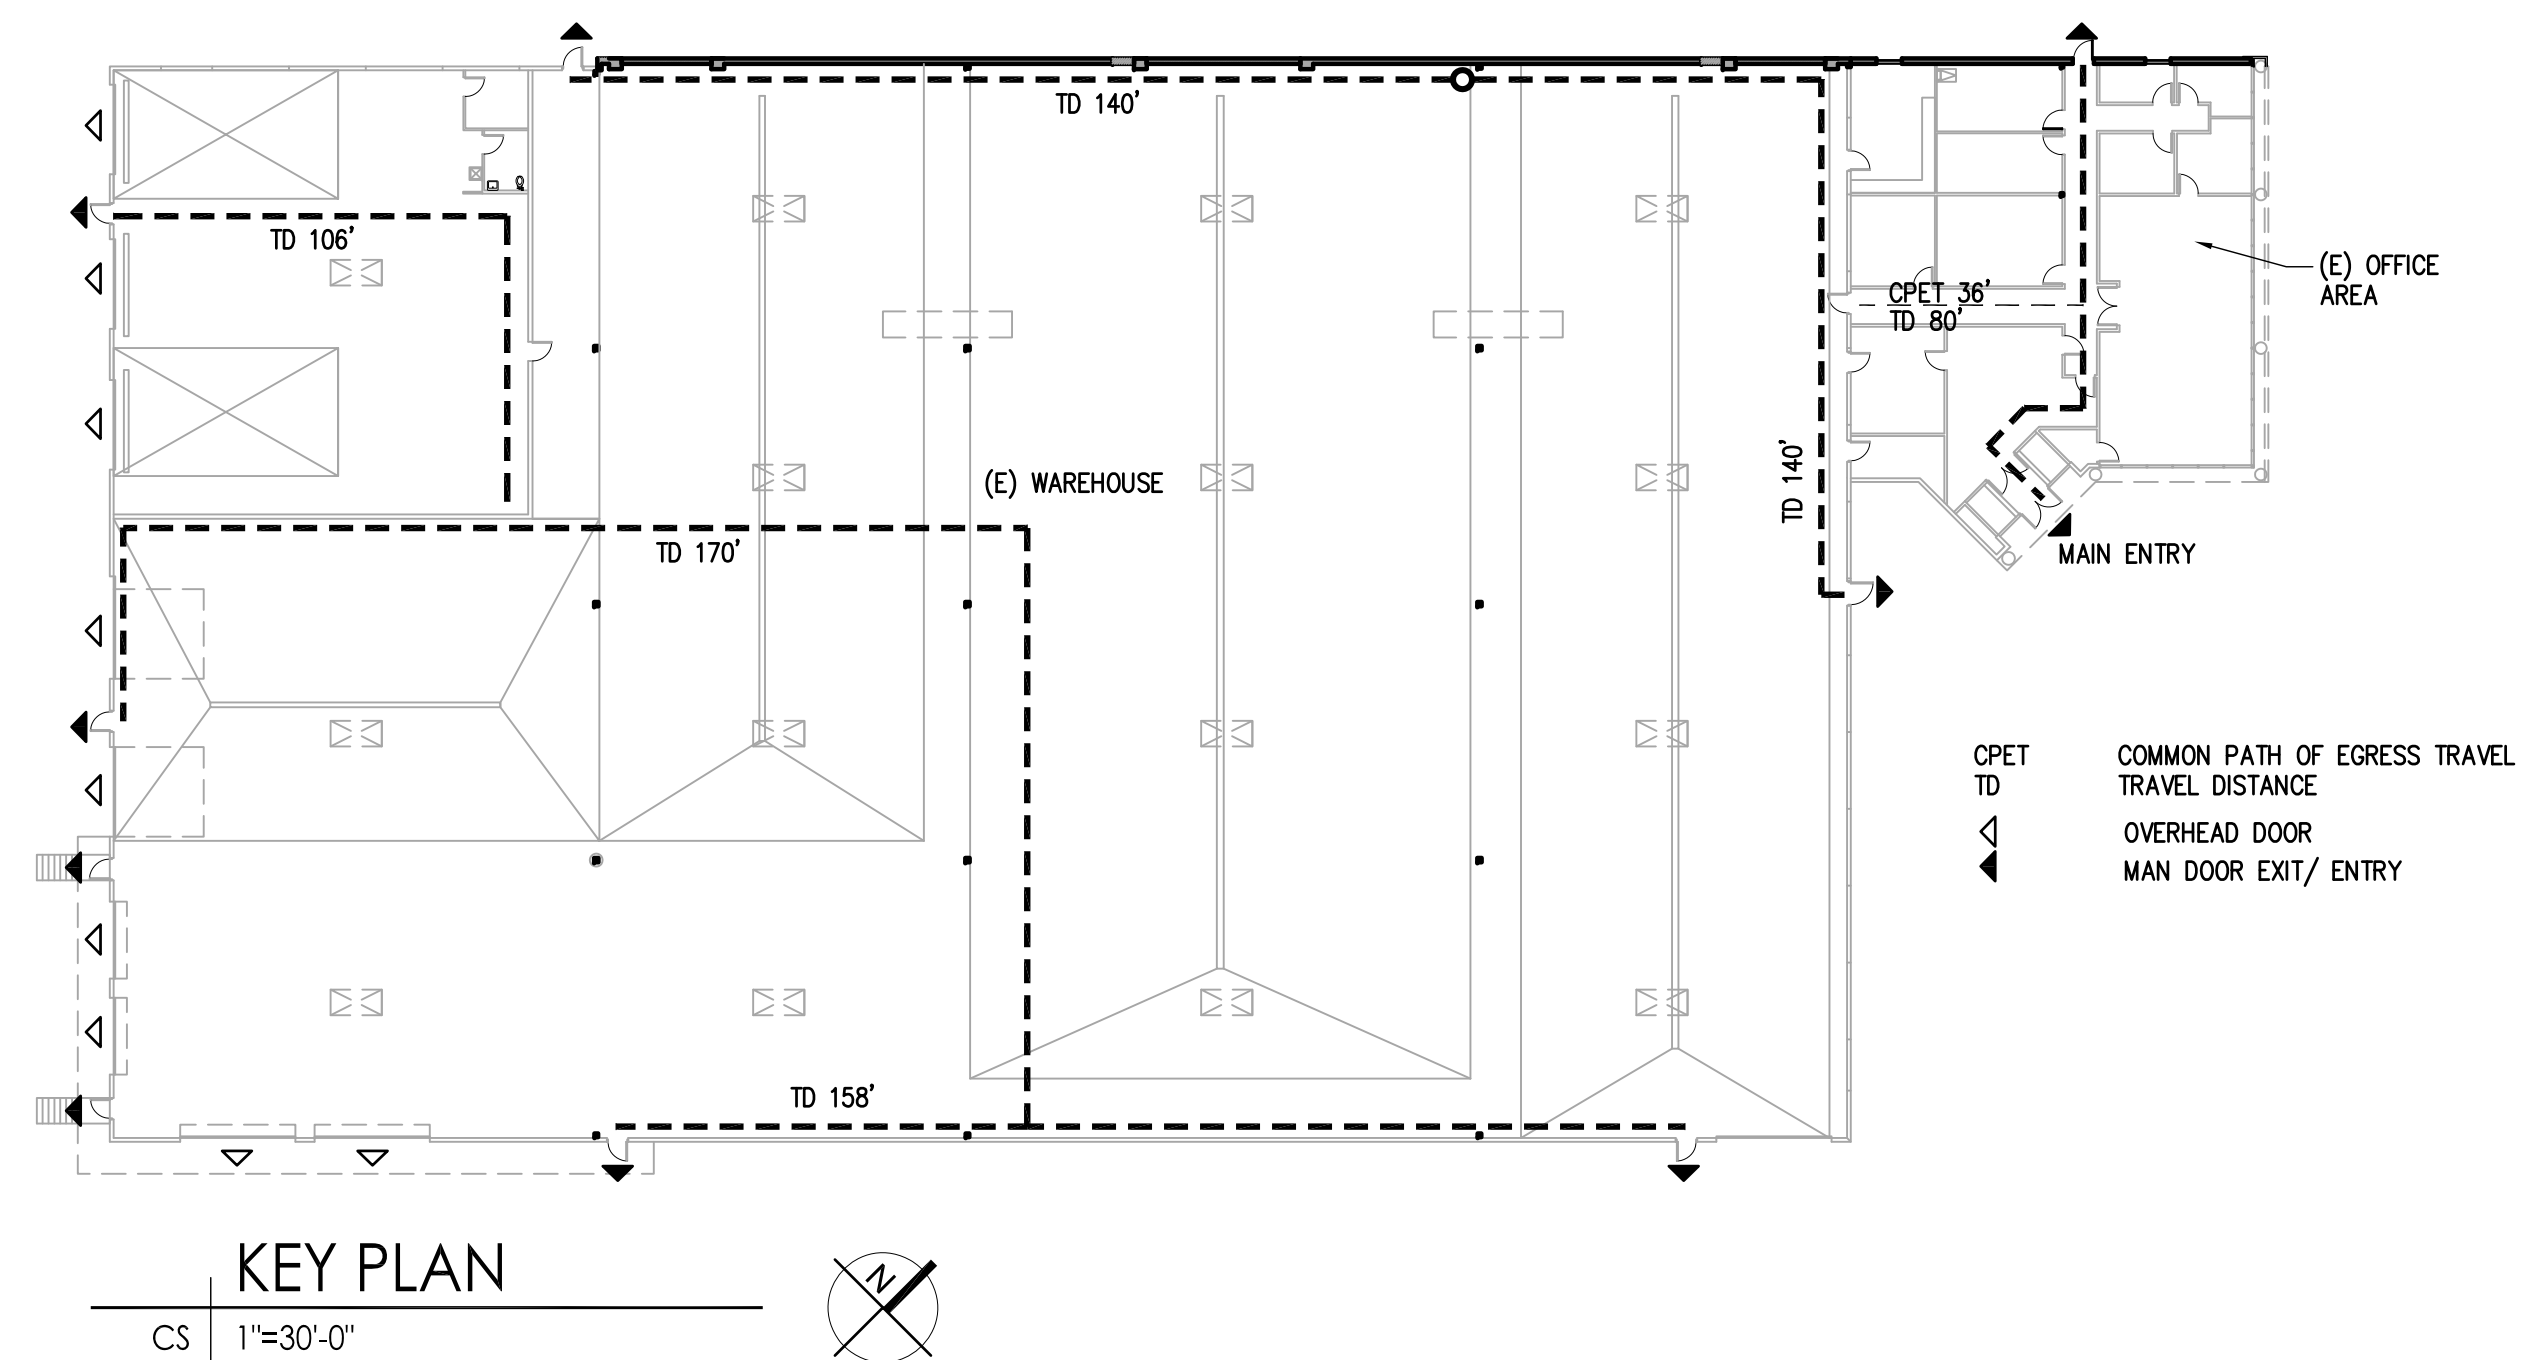 TD 140'
TD 106'
(E) OFFICE
AREA
CPET 36'
TD 80'
(E) WAREHOUSE
TD 140'
TD 170'
MAIN ENTRY
CPET COMMON PATH OF EGRESS TRAVEL
TD TRAVEL DISTANCE
OVERHEAD DOOR
MAN DOOR EXIT/ ENTRY
TD 158'
KEY PLAN
N
CS 1"=30'-0"